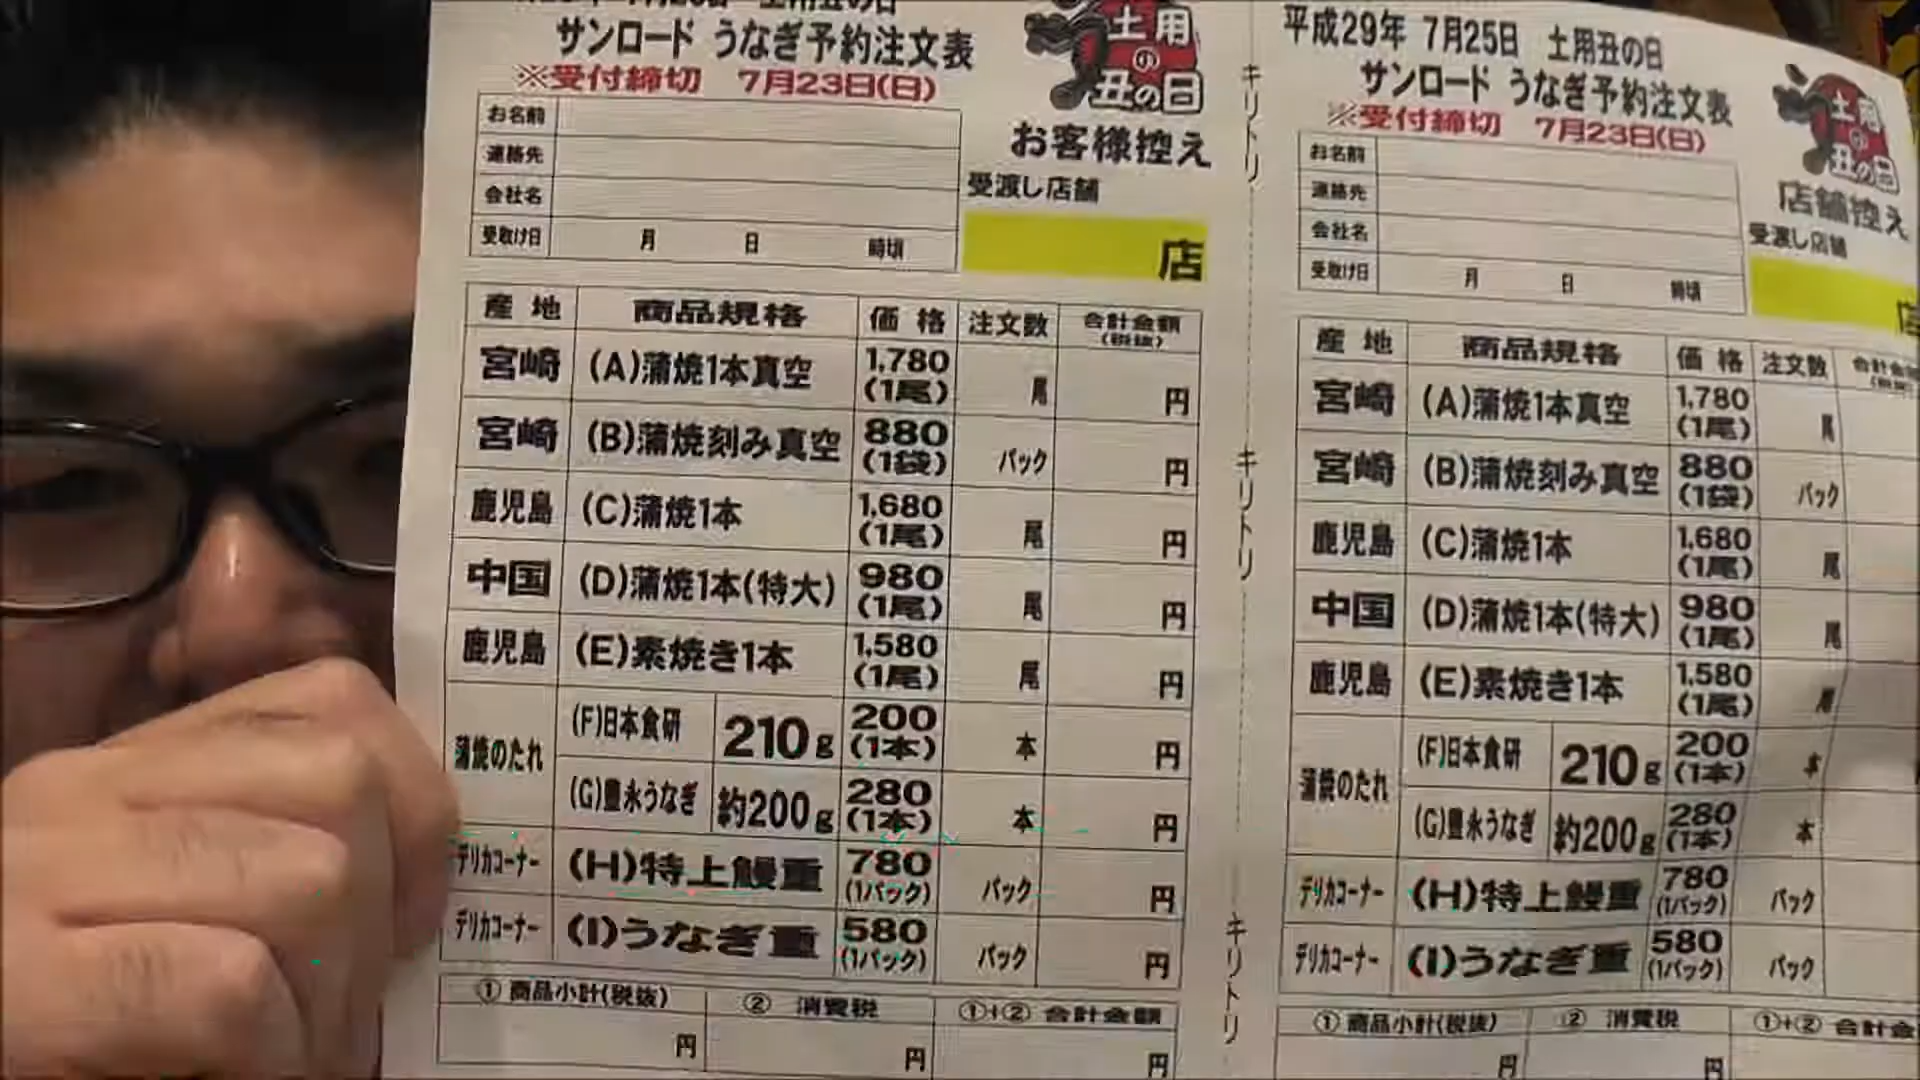 土用丑の日
サンロード うなぎ予約注文表
※受付締切 7月23日(日)
土用
の
丑の日
お客様控え
お名前
連絡先
会社名
受取け日 月 日 時頃
受渡し店舗
店
産地 商品規格 価格 注文数 合計金額(税抜)
宮崎 (A)蒲焼1本真空 1,780(1尾) 尾 円
宮崎 (B)蒲焼刻み真空 880(1袋) パック 円
鹿児島 (C)蒲焼1本 1,680(1尾) 尾 円
中国 (D)蒲焼1本(特大) 980(1尾) 尾 円
鹿児島 (E)素焼き1本 1,580(1尾) 尾 円
蒲焼のたれ (F)日本食研 210g 200(1本) 本 円
(G)豊永うなぎ 約200g 280(1本) 本 円
デリカコーナー (H)特上鰻重 780(1パック) パック 円
デリカコーナー (I)うなぎ重 580(1パック) パック 円
①商品小計(税抜) ② 消費税 ①+② 合計金額
円 円 円
キリトリ
キリトリ
キリトリ
平成29年 7月25日 土用丑の日
サンロード うなぎ予約注文表
※受付締切 7月23日(日)
土用
の
丑の日
店舗控え
お名前
連絡先
会社名
受取け日 月 日 時頃
受渡し店舗
店
産地 商品規格 価格 注文数 合計金
宮崎 (A)蒲焼1本真空 1,780(1尾) 尾
宮崎 (B)蒲焼刻み真空 880(1袋) パック
鹿児島 (C)蒲焼1本 1,680(1尾) 尾
中国 (D)蒲焼1本(特大) 980(1尾) 尾
鹿児島 (E)素焼き1本 1,580(1尾) 尾
蒲焼のたれ (F)日本食研 210g 200(1本) 本
(G)豊永うなぎ 約200g 280(1本) 本
デリカコーナー (H)特上鰻重 780(1パック) パック
デリカコーナー (I)うなぎ重 580(1パック) パック
①商品小計(税抜) ② 消費税 ①+② 合計金
円 円